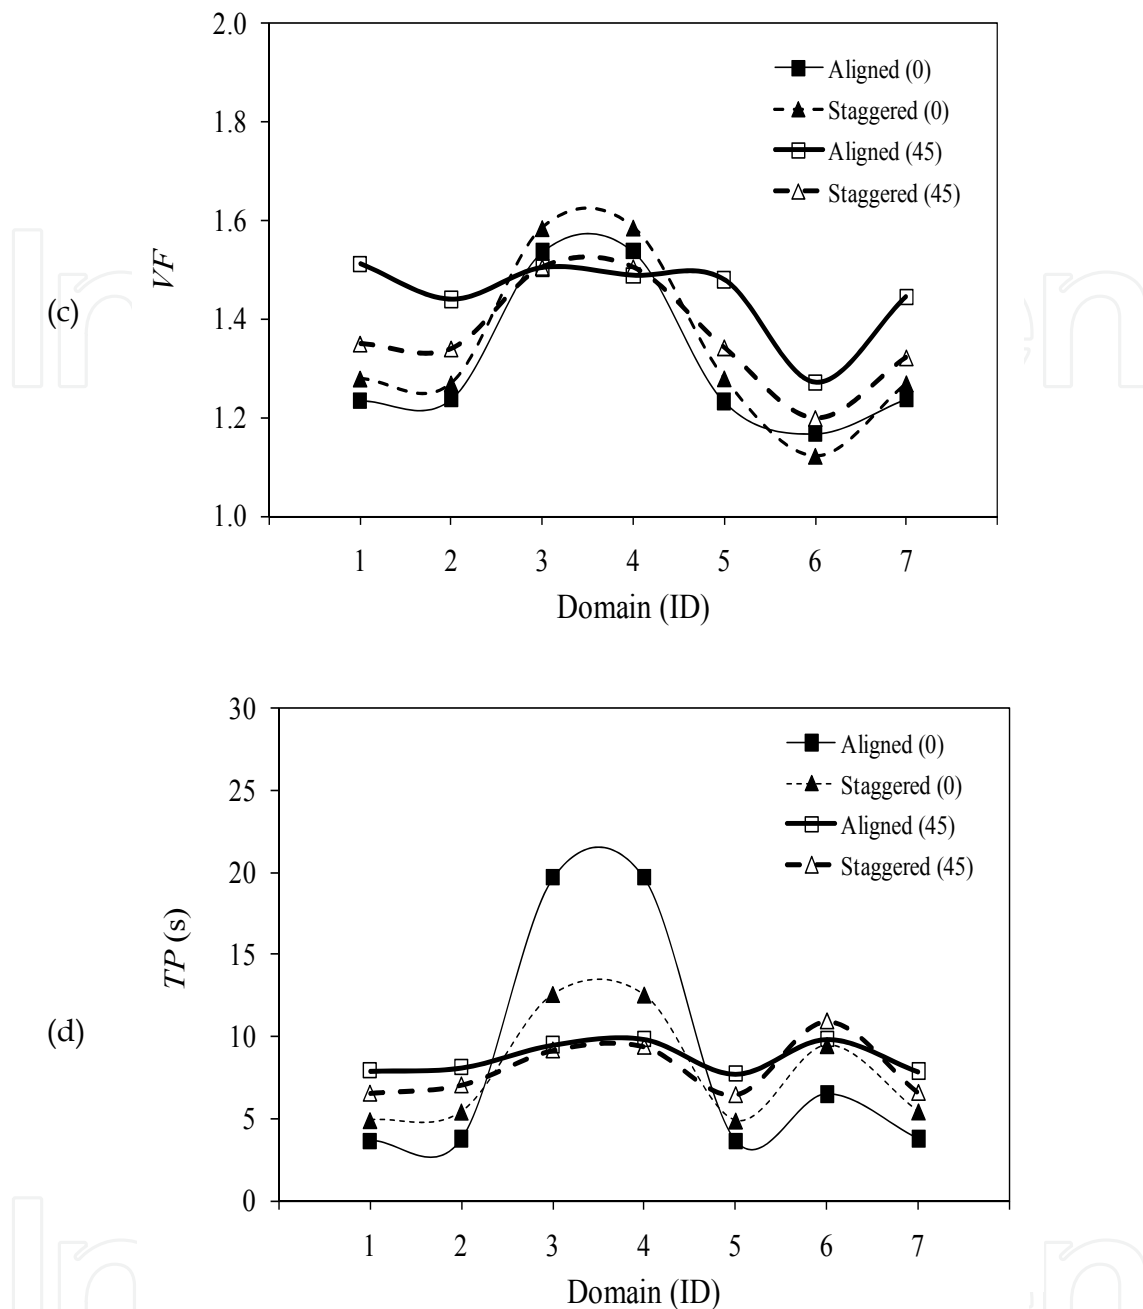 2.0
1.8
1.6
1.4
1.2
1.0
VF
(c)
Aligned (0)
Staggered (0)
Aligned (45)
Staggered (45)
1 2 3 4 5 6 7
Domain (ID)
30
25
20
15
10
5
0
TP (s)
(d)
Aligned (0)
Staggered (0)
Aligned (45)
Staggered (45)
1 2 3 4 5 6 7
Domain (ID)